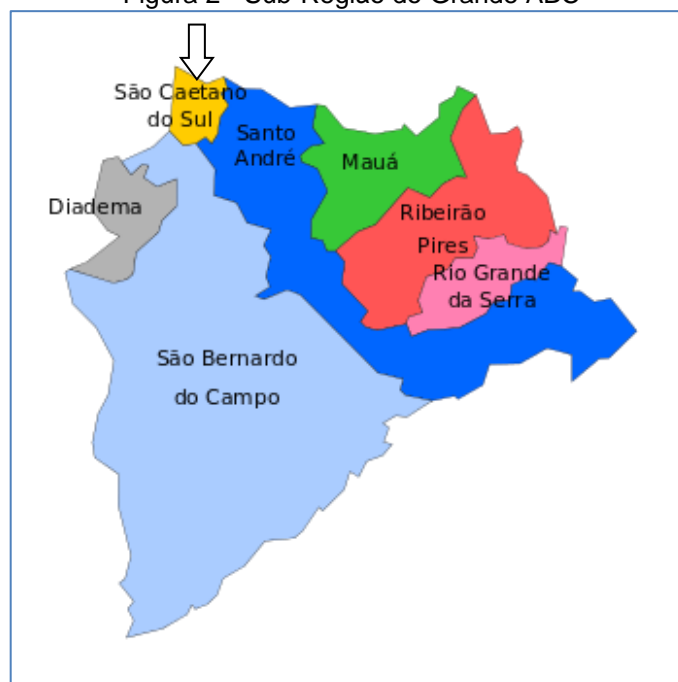 Figura 2 - Sub-Região do Grande ABC
São Caetano
do Sul
Santo
André
Mauá
Diadema
Ribeirão
Pires
Rio Grande
da Serra
São Bernardo
do Campo